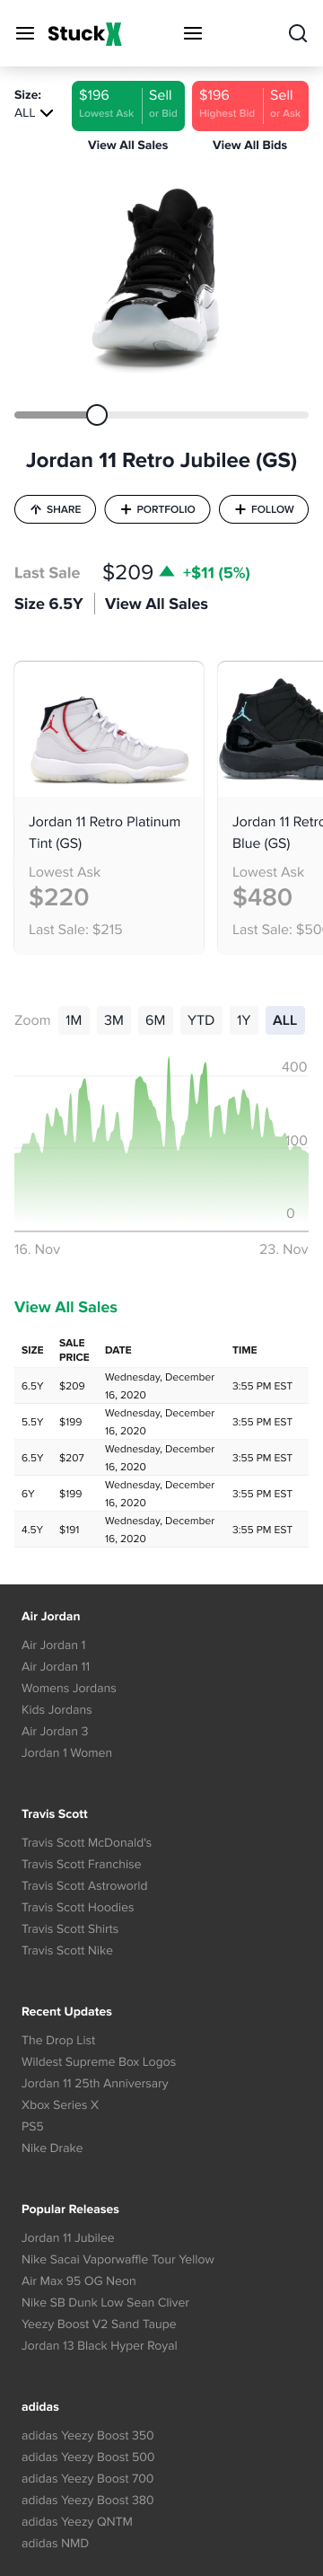 StuckX
Size:
ALL
$196 Sell
Lowest Ask or Bid
$196 Sell
Highest Bid or Ask
View All Sales
View All Bids
Jordan 11 Retro Jubilee (GS)
SHARE
PORTFOLIO
FOLLOW
Last Sale $209 +$11 (5%)
Size 6.5Y View All Sales
Jordan 11 Retro Platinum
Tint (GS)
Lowest Ask
$220
Last Sale: $215
Jordan 11 Retro
Blue (GS)
Lowest Ask
$480
Last Sale: $50
Zoom 1M 3M 6M YTD 1Y ALL
400
100
0
16. Nov 23. Nov
View All Sales
SIZE SALE PRICE DATE TIME
6.5Y $209 Wednesday, December 16, 2020 3:55 PM EST
5.5Y $199 Wednesday, December 16, 2020 3:55 PM EST
6.5Y $207 Wednesday, December 16, 2020 3:55 PM EST
6Y $199 Wednesday, December 16, 2020 3:55 PM EST
4.5Y $191 Wednesday, December 16, 2020 3:55 PM EST
Air Jordan
Air Jordan 1
Air Jordan 11
Womens Jordans
Kids Jordans
Air Jordan 3
Jordan 1 Women
Travis Scott
Travis Scott McDonald's
Travis Scott Franchise
Travis Scott Astroworld
Travis Scott Hoodies
Travis Scott Shirts
Travis Scott Nike
Recent Updates
The Drop List
Wildest Supreme Box Logos
Jordan 11 25th Anniversary
Xbox Series X
PS5
Nike Drake
Popular Releases
Jordan 11 Jubilee
Nike Sacai Vaporwaffle Tour Yellow
Air Max 95 OG Neon
Nike SB Dunk Low Sean Cliver
Yeezy Boost V2 Sand Taupe
Jordan 13 Black Hyper Royal
adidas
adidas Yeezy Boost 350
adidas Yeezy Boost 500
adidas Yeezy Boost 700
adidas Yeezy Boost 380
adidas Yeezy QNTM
adidas NMD